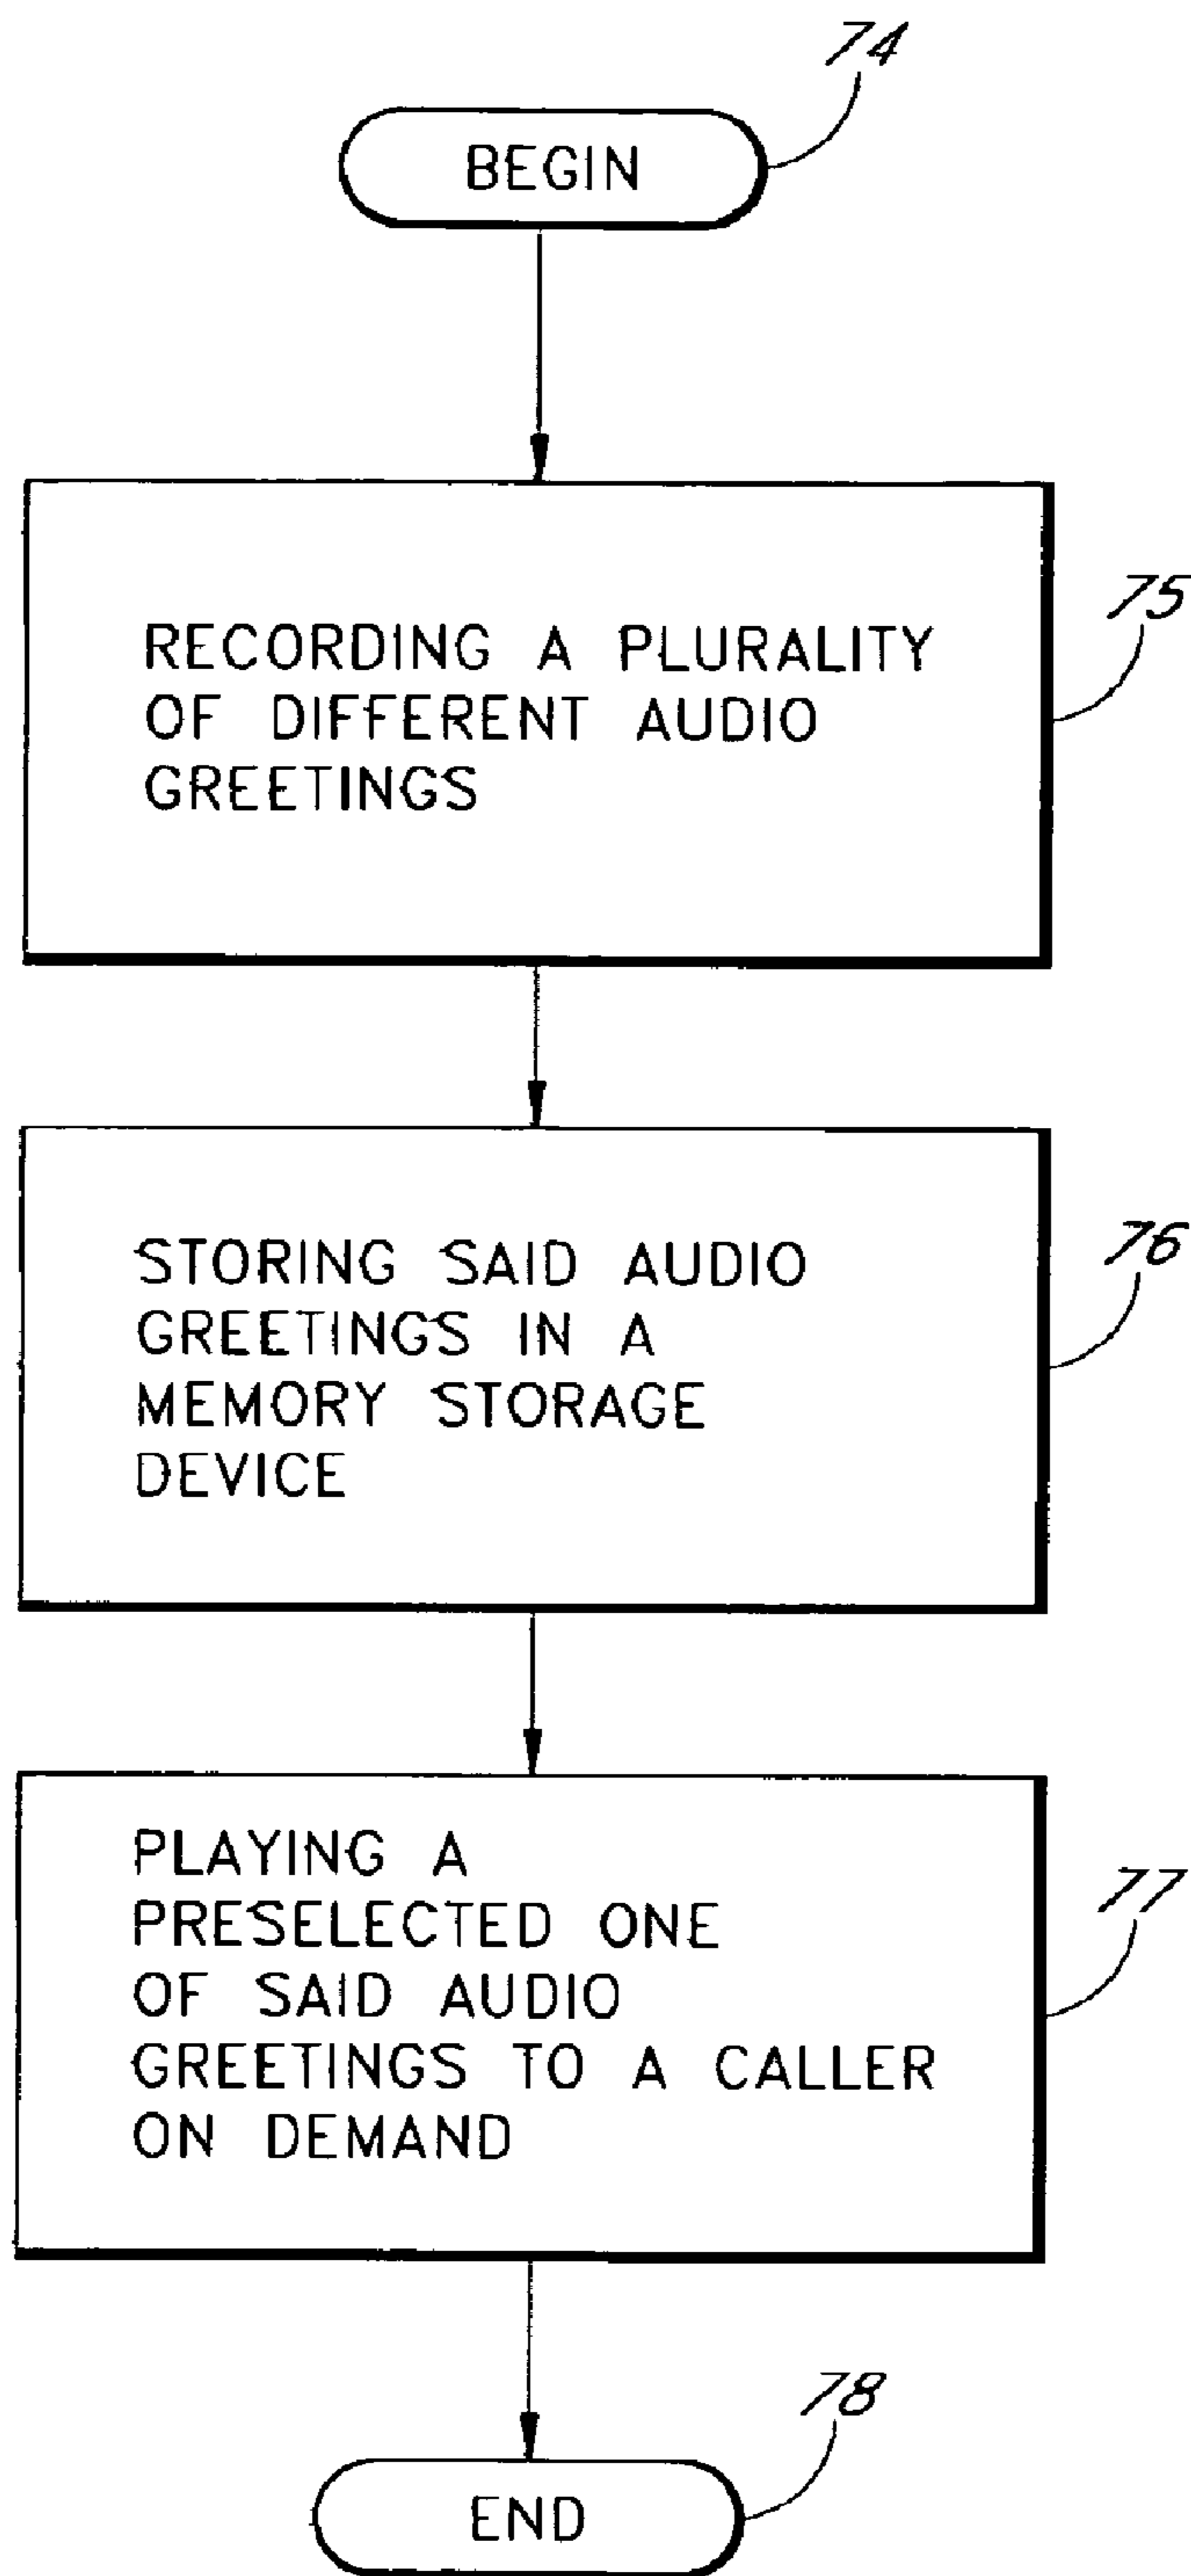 74
BEGIN
75
RECORDING A PLURALITY
OF DIFFERENT AUDIO
GREETINGS
76
STORING SAID AUDIO
GREETINGS IN A
MEMORY STORAGE
DEVICE
77
PLAYING A
PRESELECTED ONE
OF SAID AUDIO
GREETINGS TO A CALLER
ON DEMAND
78
END